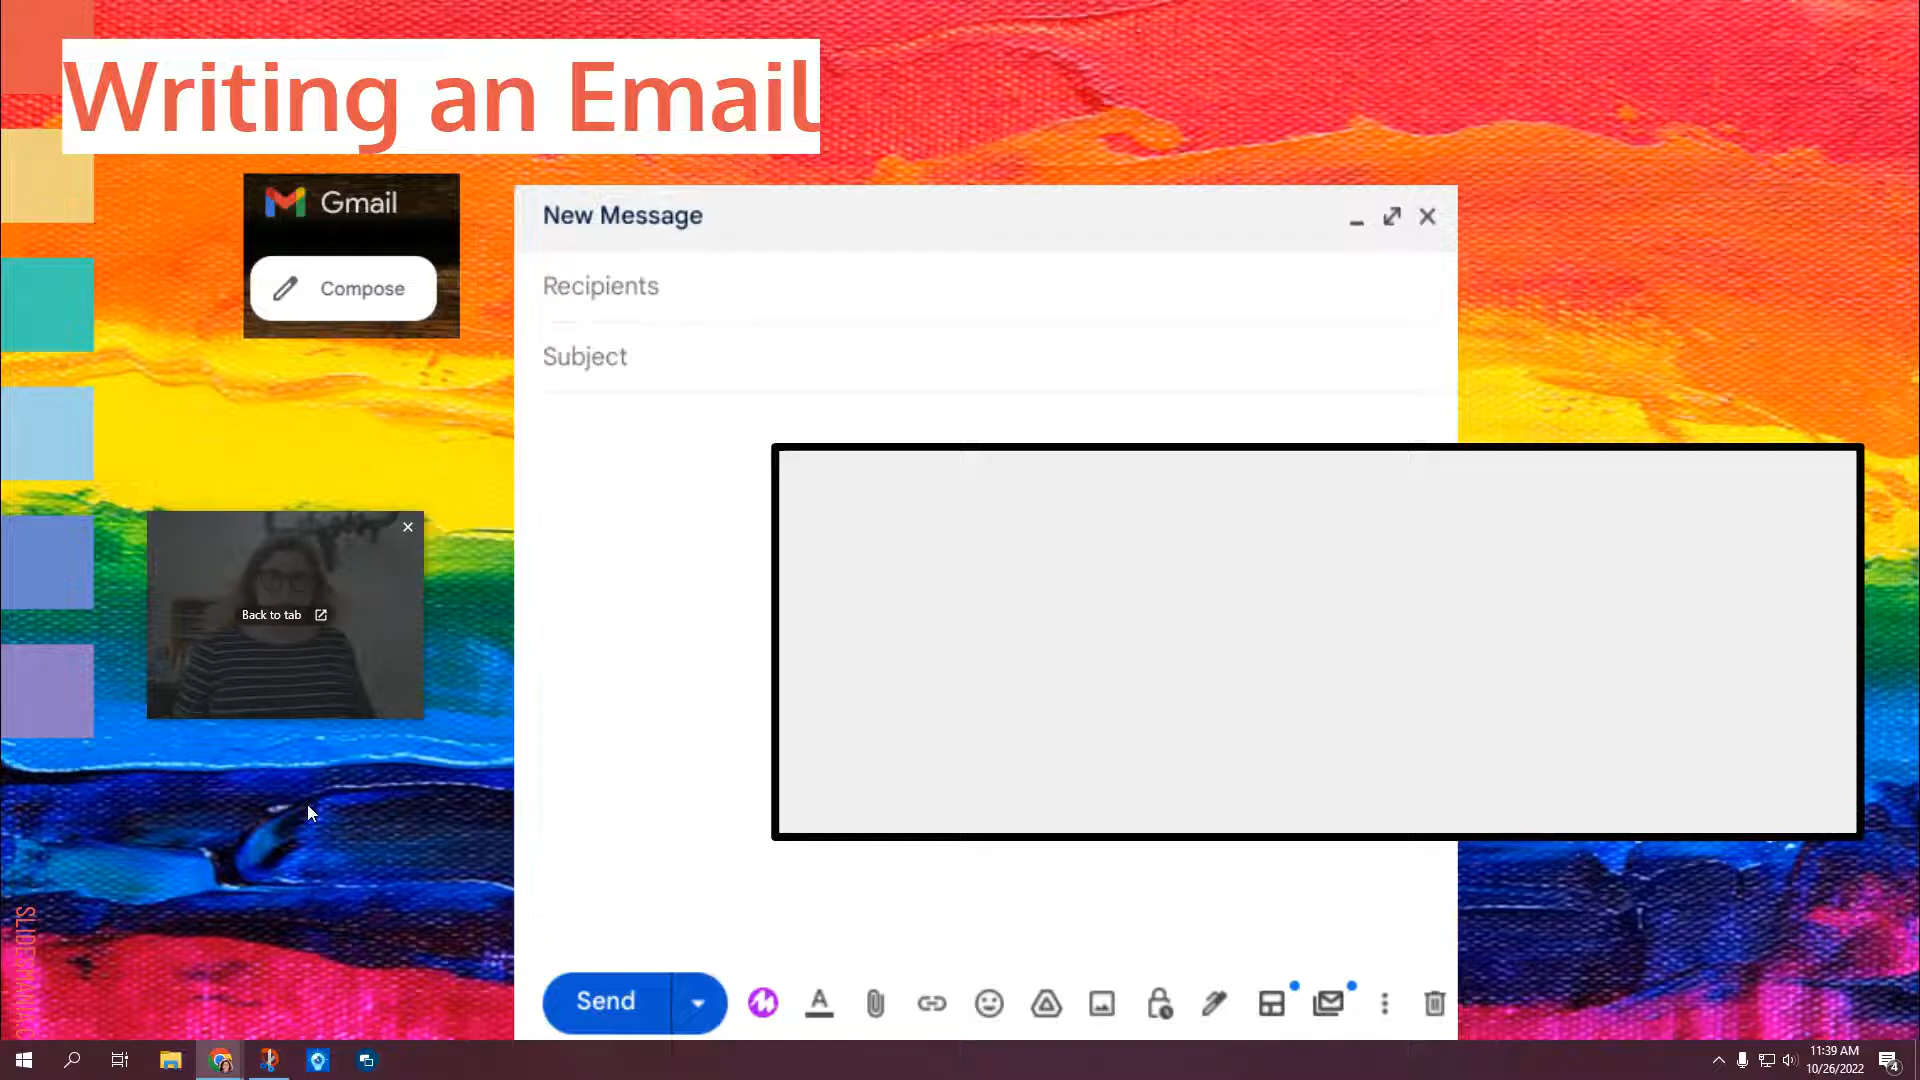 Writing an Email
Gmail
Compose
New Message
Recipients
Subject
Back to tab
Send
SLIDESMANIA.C
11:39 AM
10/26/2022
4